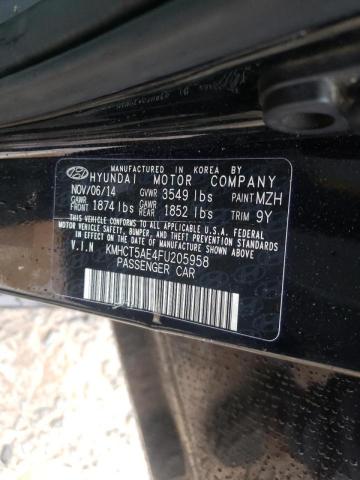 MANUFACTURED IN KOREA BY
HYUNDAI MOTOR COMPANY
NOV/06/14 GVWR 3549 lbs PAINT MZH
GAWR FRONT 1874 lbs GAWR REAR 1852 lbs TRIM 9Y
THIS VEHICLE CONFORMS TO ALL APPLICABLE U.S.A FEDERAL
MOTOR VEHICLE SAFETY, BUMPER, AND THEFT PREVENTION
STANDARDS IN EFFECT ON THE DATE OF MANUFACTURE SHOWN ABOVE.
V.I.N KMHCT5AE4FU205958
PASSENGER CAR